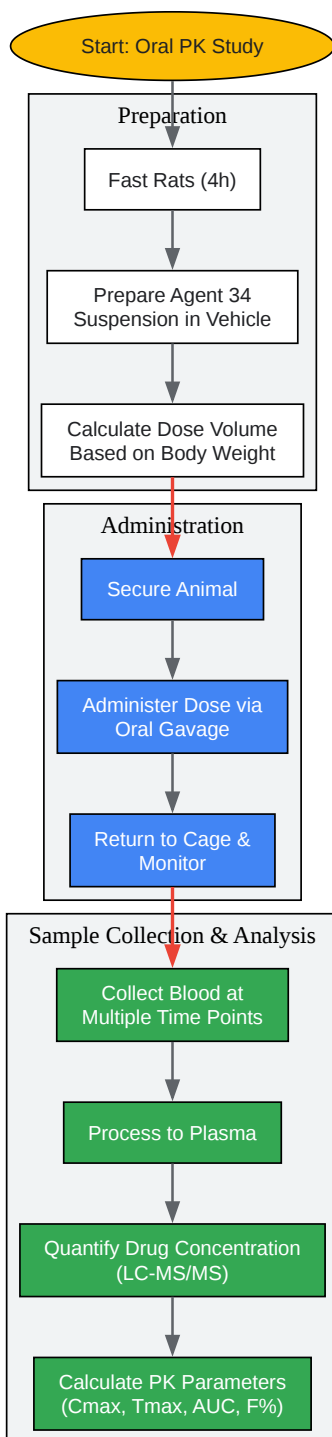 Start: Oral PK Study
Preparation
Fast Rats (4h)
Prepare Agent 34
Suspension in Vehicle
Calculate Dose Volume
Based on Body Weight
Administration
Secure Animal
Administer Dose via
Oral Gavage
Return to Cage &
Monitor
Sample Collection & Analysis
Collect Blood at
Multiple Time Points
Process to Plasma
Quantify Drug Concentration
(LC-MS/MS)
Calculate PK Parameters
(Cmax, Tmax, AUC, F%)